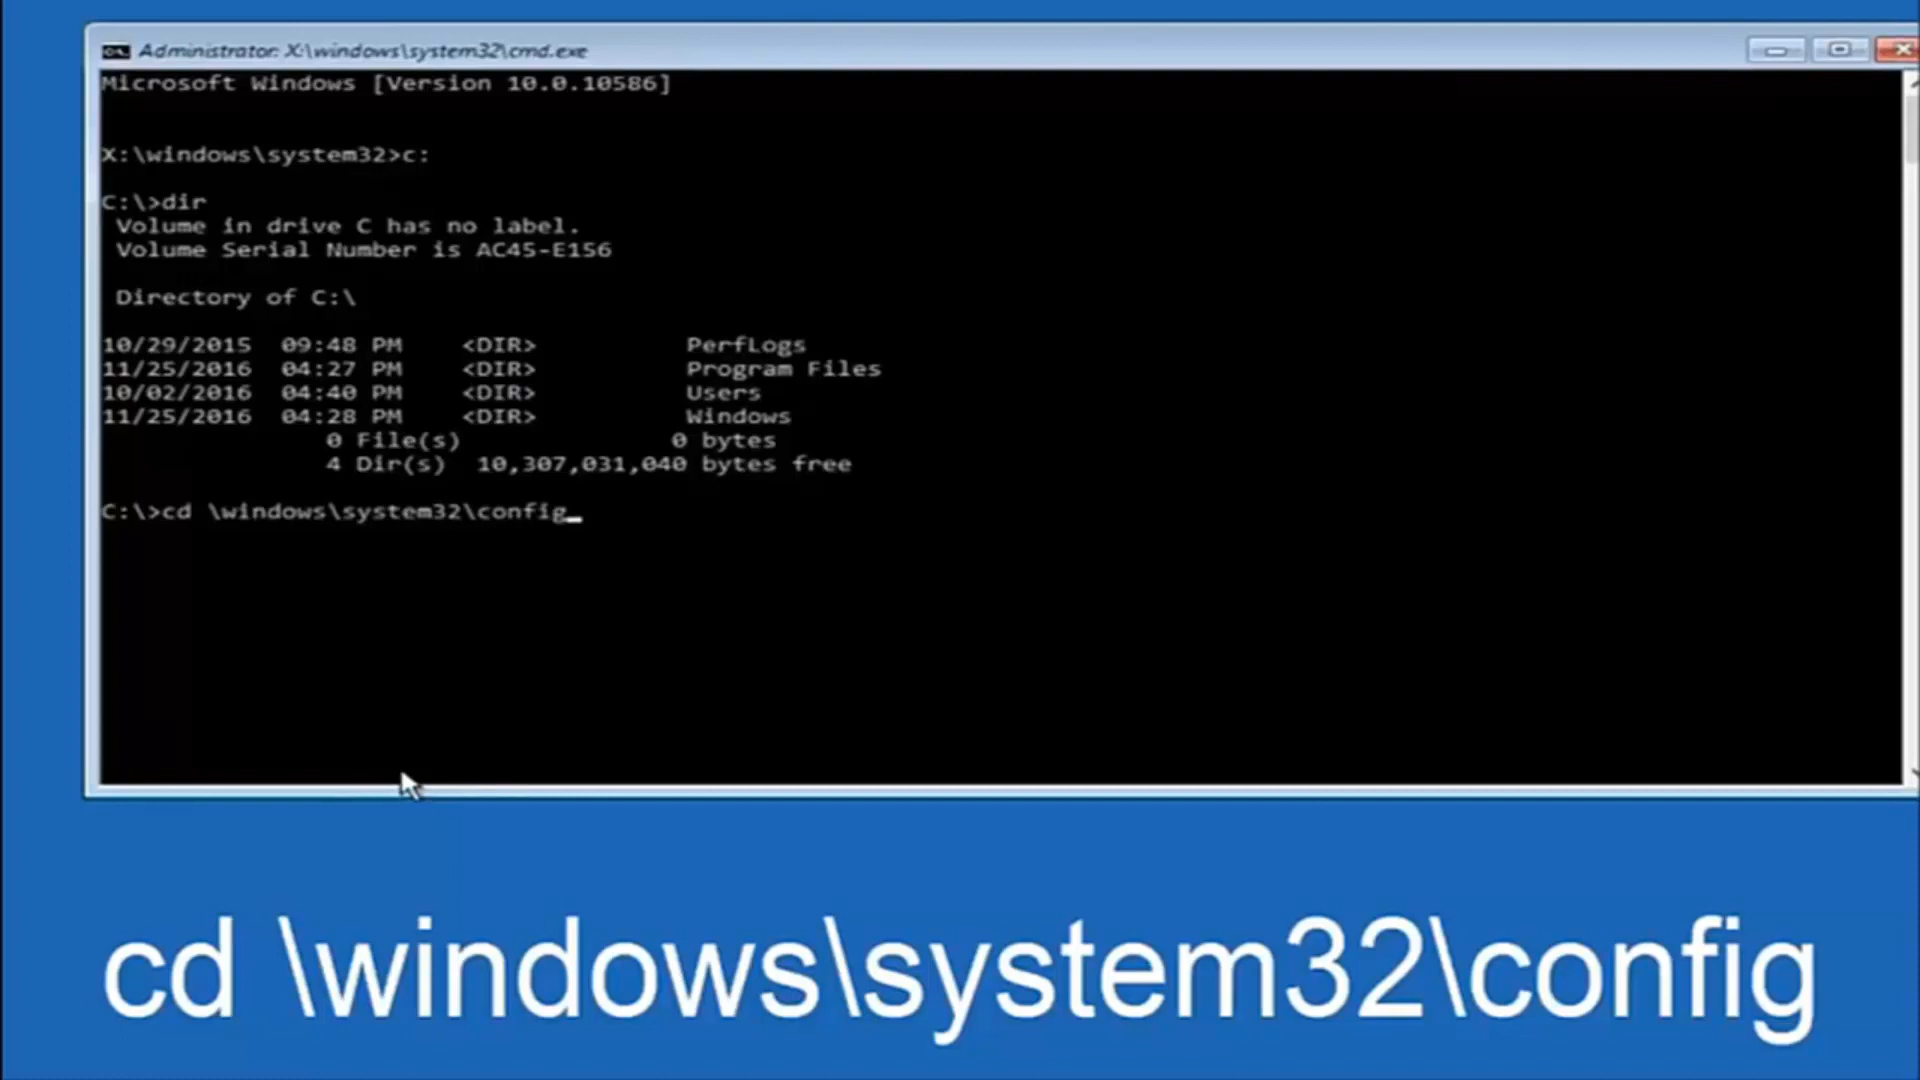 Administrator: X:\windows\system32\cmd.exe
Microsoft Windows [Version 10.0.10586]
X:\windows\system32>c:
C:\>dir
Volume in drive C has no label.
Volume Serial Number is AC45-E156
Directory of C:\
10/29/2015 09:48 PM <DIR> PerfLogs
11/25/2016 04:27 PM <DIR> Program Files
10/02/2016 04:40 PM <DIR> Users
11/25/2016 04:28 PM <DIR> Windows
0 File(s) 0 bytes
4 Dir(s) 10,307,031,040 bytes free
C:\>cd \windows\system32\config_
cd \windows\system32\config